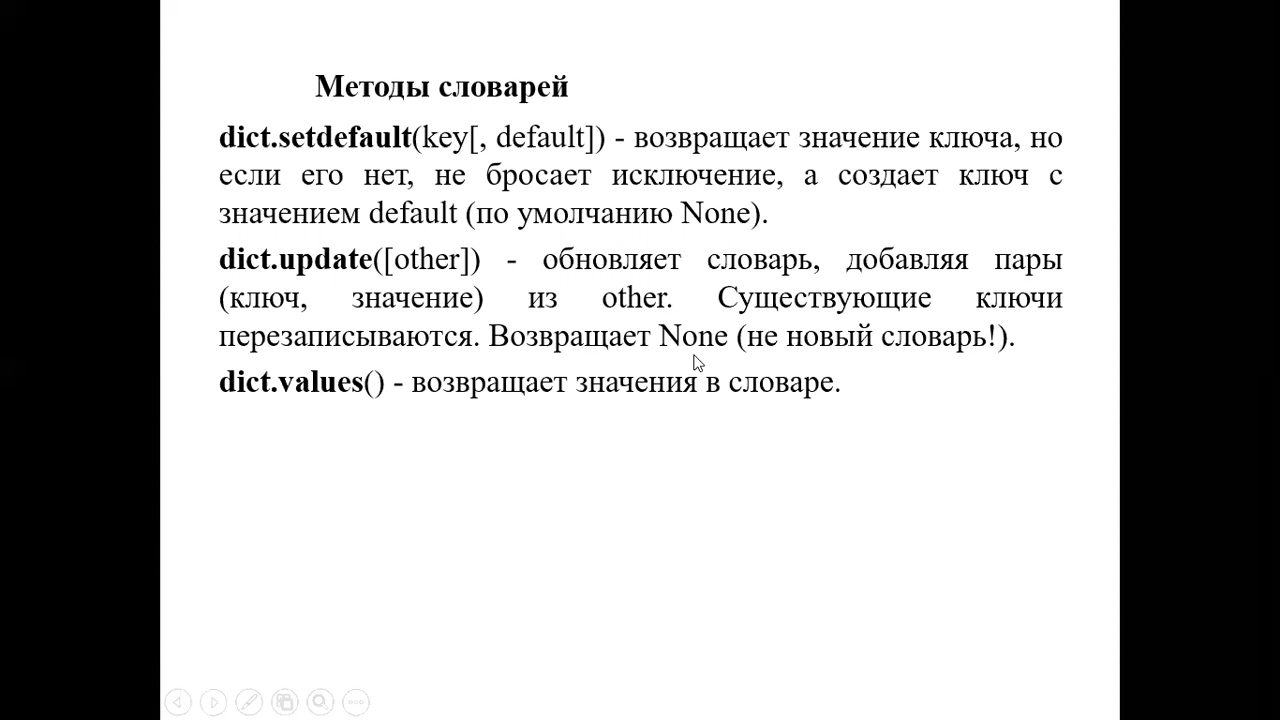 Методы словарей
dict.setdefault(key[, default]) - возвращает значение ключа, но
если его нет, не бросает исключение, а создает ключ с
значением default (по умолчанию None).
dict.update([other]) - обновляет словарь, добавляя пары
(ключ, значение) из other. Существующие ключи
перезаписываются. Возвращает None (не новый словарь!).
dict.values() - возвращает значения в словаре.